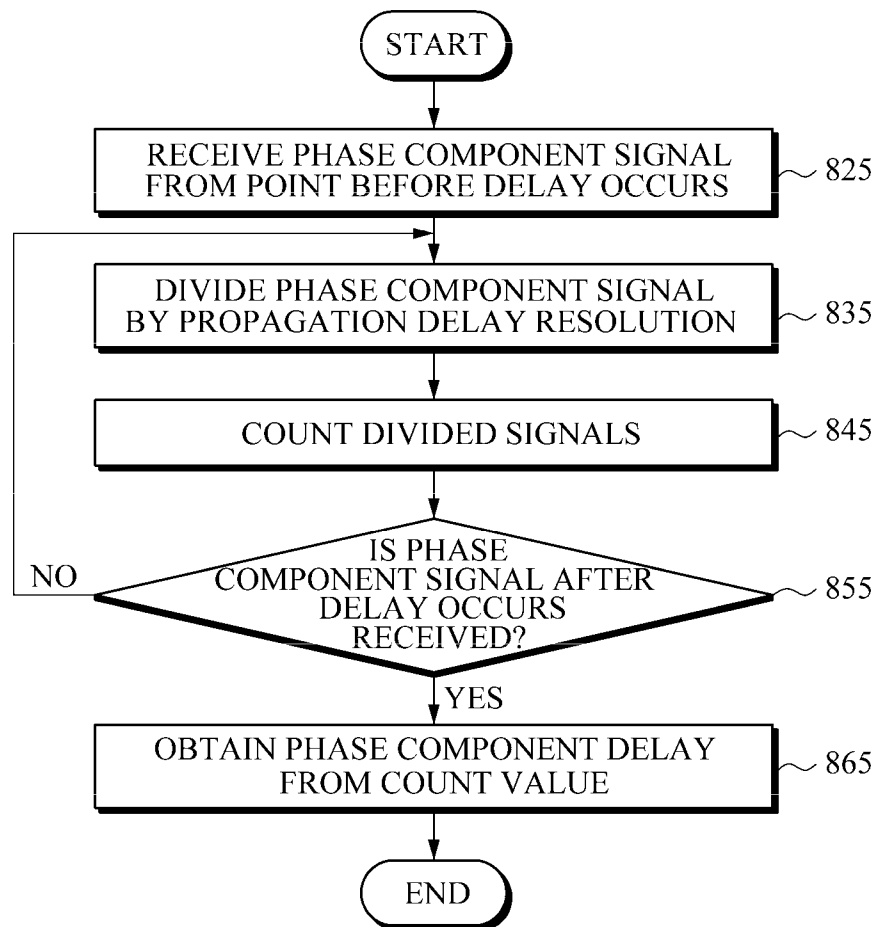 START
RECEIVE PHASE COMPONENT SIGNAL
FROM POINT BEFORE DELAY OCCURS
825
DIVIDE PHASE COMPONENT SIGNAL
BY PROPAGATION DELAY RESOLUTION
835
COUNT DIVIDED SIGNALS
845
IS PHASE
COMPONENT SIGNAL AFTER
DELAY OCCURS
RECEIVED?
855
NO
YES
OBTAIN PHASE COMPONENT DELAY
FROM COUNT VALUE
865
END